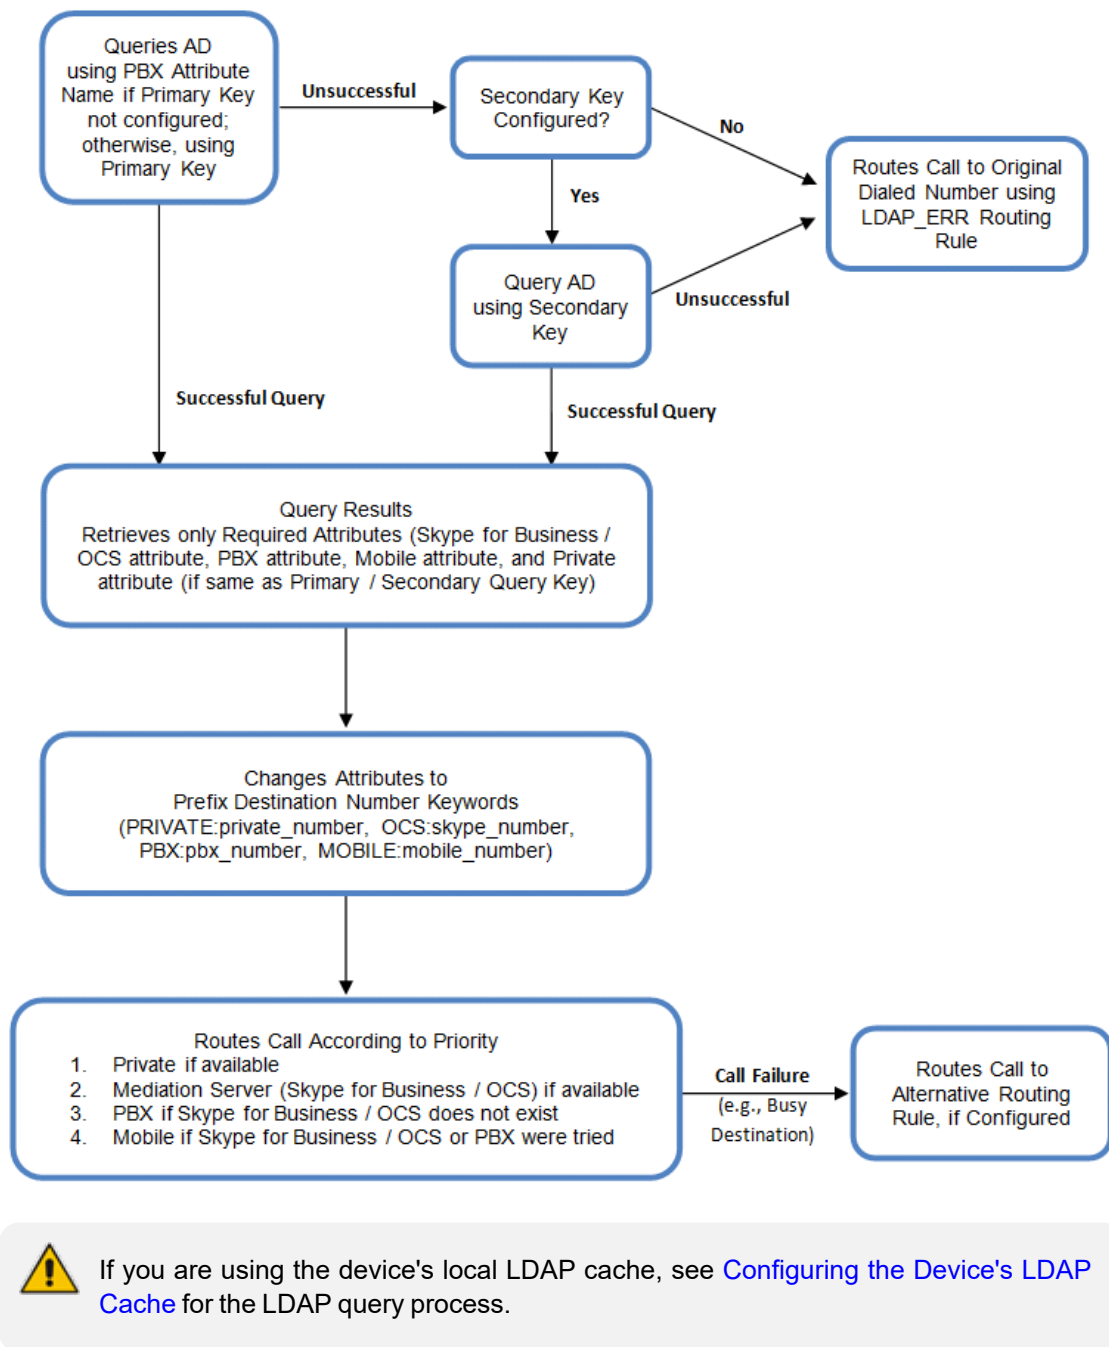 Queries AD
using PBX Attribute
Name if Primary Key
not configured;
otherwise, using
Primary Key
Unsuccessful
Secondary Key
Configured?
No
Routes Call to Original
Dialed Number using
LDAP_ERR Routing
Rule
Yes
Query AD
using Secondary
Key
Unsuccessful
Successful Query
Successful Query
Query Results
Retrieves only Required Attributes (Skype for Business /
OCS attribute, PBX attribute, Mobile attribute, and Private
attribute (if same as Primary / Secondary Query Key)
Changes Attributes to
Prefix Destination Number Keywords
(PRIVATE:private_number, OCS:skype_number,
PBX:pbx_number, MOBILE:mobile_number)
Routes Call According to Priority
1. Private if available
2. Mediation Server (Skype for Business / OCS) if available
3. PBX if Skype for Business / OCS does not exist
4. Mobile if Skype for Business / OCS or PBX were tried
Call Failure
(e.g., Busy
Destination)
Routes Call to
Alternative Routing
Rule, if Configured
If you are using the device's local LDAP cache, see Configuring the Device's LDAP
Cache for the LDAP query process.